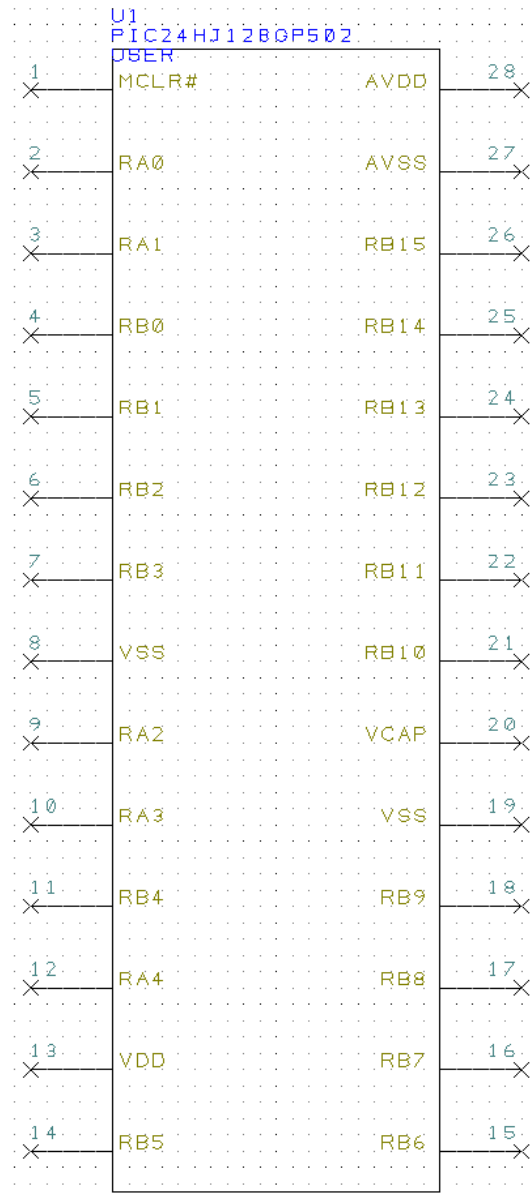 U1
PIC24HJ128GP502
USER
1 MCLR# AVDD 28
2 RA0 AVSS 27
3 RA1 RB15 26
4 RB0 RB14 25
5 RB1 RB13 24
6 RB2 RB12 23
7 RB3 RB11 22
8 VSS RB10 21
9 RA2 VCAP 20
10 RA3 VSS 19
11 RB4 RB9 18
12 RA4 RB8 17
13 VDD RB7 16
14 RB5 RB6 15